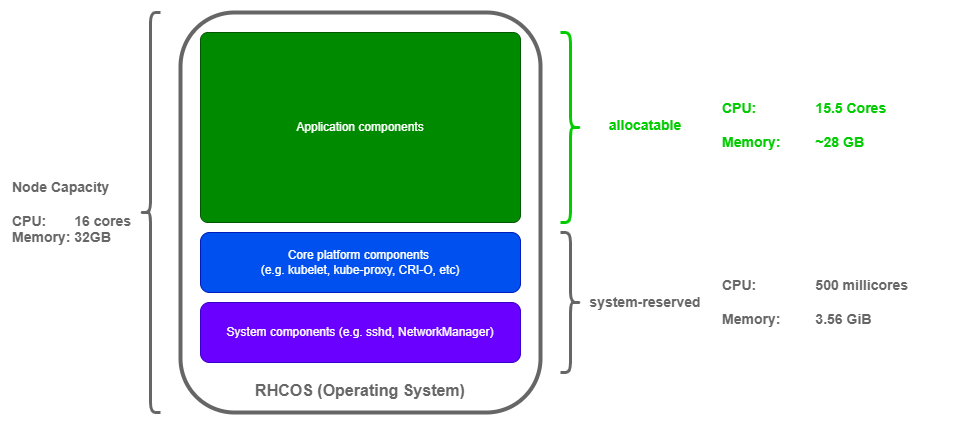 Application components
allocatable
CPU: 15.5 Cores
Memory: ~28 GB
Node Capacity
CPU: 16 cores
Memory: 32GB
Core platform components
(e.g. kubelet, kube-proxy, CRI-O, etc)
system-reserved
CPU: 500 millicores
Memory: 3.56 GiB
System components (e.g. sshd, NetworkManager)
RHCOS (Operating System)